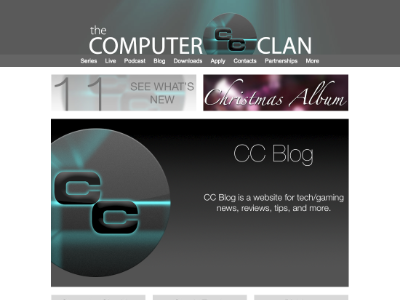 the
COMPUTER CC CLAN
Series Live Podcast Blog Downloads Apply Contacts Partnerships More
11 SEE WHAT'S
NEW
Christmas Album
CC Blog
CC
CC Blog is a website for tech/gaming
news, reviews, tips, and more.